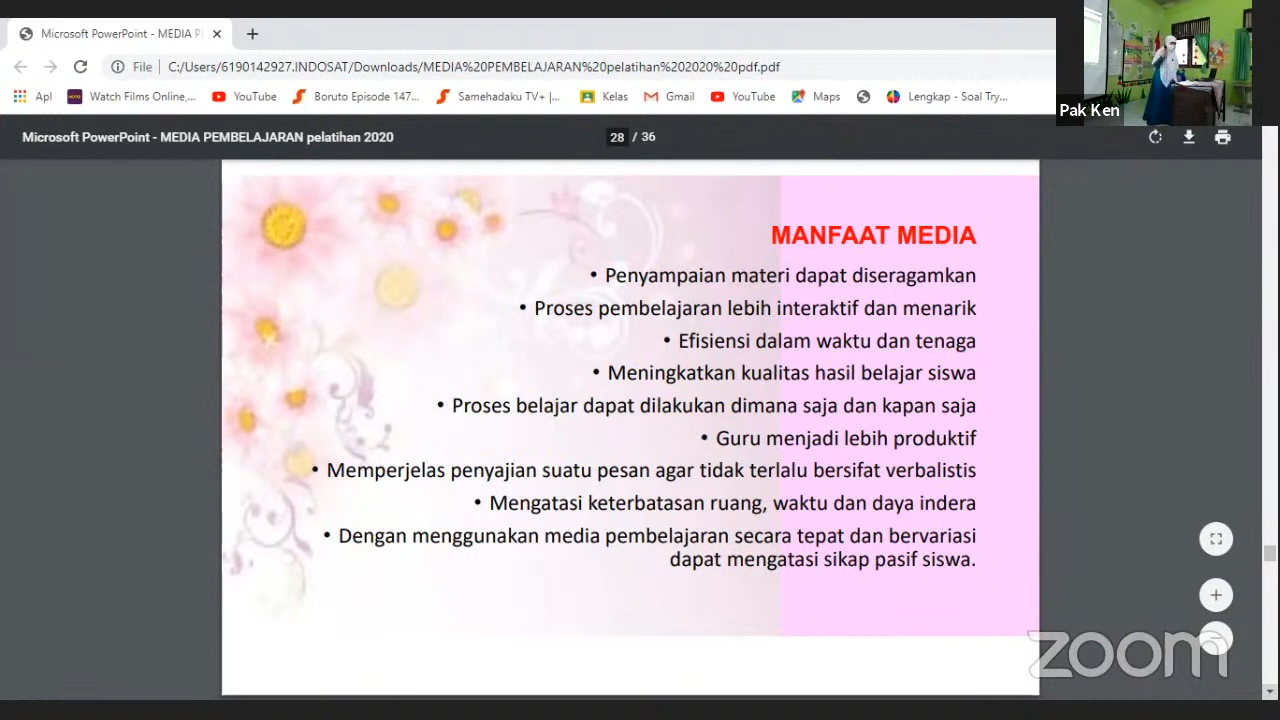 Microsoft PowerPoint - MEDIA P
File
C:/Users/6190142927.INDOSAT/Downloads/MEDIA%20PEMBELAJARAN%20pelatihan%202020%20pdf.pdf
Apl
Watch Films Online,...
YouTube
Boruto Episode 147...
Samehadaku TV+ |...
Kelas
Gmail
YouTube
Maps
Lengkap - Soal Try...
Pak Ken
Microsoft PowerPoint - MEDIA PEMBELAJARAN pelatihan 2020
28 / 36
MANFAAT MEDIA
• Penyampaian materi dapat diseragamkan
• Proses pembelajaran lebih interaktif dan menarik
• Efisiensi dalam waktu dan tenaga
• Meningkatkan kualitas hasil belajar siswa
• Proses belajar dapat dilakukan dimana saja dan kapan saja
• Guru menjadi lebih produktif
• Memperjelas penyajian suatu pesan agar tidak terlalu bersifat verbalistis
• Mengatasi keterbatasan ruang, waktu dan daya indera
• Dengan menggunakan media pembelajaran secara tepat dan bervariasi
dapat mengatasi sikap pasif siswa.
zoom